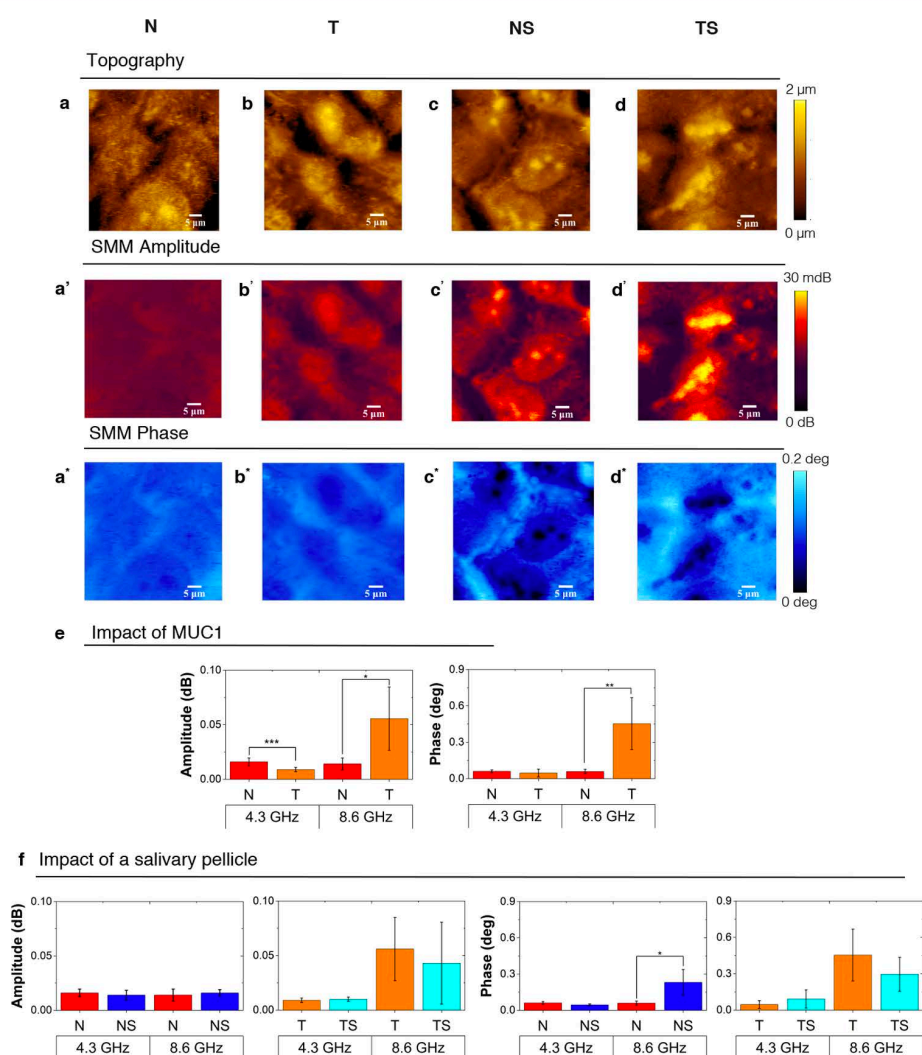 N T NS TS
Topography
a b c d
2 µm
5 µm 5 µm 5 µm 5 µm
0 µm
SMM Amplitude
30 mdB
a' b' c' d'
5 µm 5 µm 5 µm 5 µm
0 dB
SMM Phase
0.2 deg
a* b* c* d*
5 µm 5 µm 5 µm 5 µm
0 deg
e Impact of MUC1
Amplitude (dB)
0.10
0.05
0.00
***
*
N T N T
4.3 GHz 8.6 GHz
Phase (deg)
0.9
0.6
0.3
0.0
**
N T N T
4.3 GHz 8.6 GHz
f Impact of a salivary pellicle
Amplitude (dB)
0.10
0.05
0.00
N NS N NS
4.3 GHz 8.6 GHz
0.10
0.05
0.00
T TS T TS
4.3 GHz 8.6 GHz
Phase (deg)
0.9
0.6
0.3
0.0
*
N NS N NS
4.3 GHz 8.6 GHz
0.9
0.6
0.3
0.0
T TS T TS
4.3 GHz 8.6 GHz